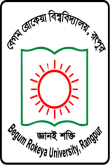 বেগম রোকেয়া বিশ্ববিদ্যালয়, রংপুর
জ্ঞানই শক্তি
Begum Rokeya University, Rangpur